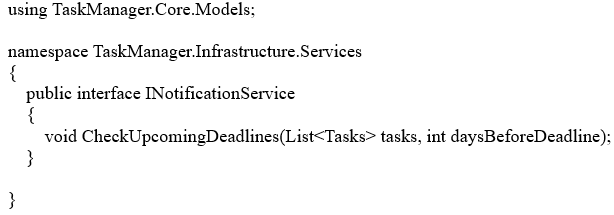 using TaskManager.Core.Models;

namespace TaskManager.Infrastructure.Services
{
    public interface INotificationService
    {
        void CheckUpcomingDeadlines(List<Tasks> tasks, int daysBeforeDeadline);
    }

}